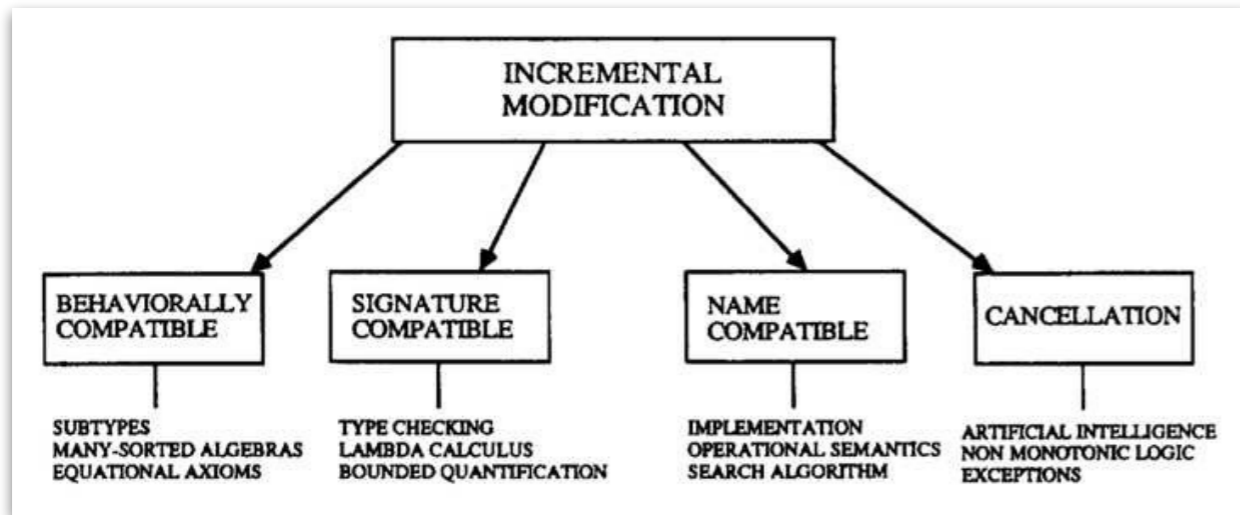 INCREMENTAL
MODIFICATION
BEHAVIORALLY
COMPATIBLE
SIGNATURE
COMPATIBLE
NAME
COMPATIBLE
CANCELLATION
SUBTYPES
MANY-SORTED ALGEBRAS
EQUATIONAL AXIOMS
TYPE CHECKING
LAMBDA CALCULUS
BOUNDED QUANTIFICATION
IMPLEMENTATION
OPERATIONAL SEMANTICS
SEARCH ALGORITHM
ARTIFICIAL INTELLIGENCE
NON MONOTONIC LOGIC
EXCEPTIONS